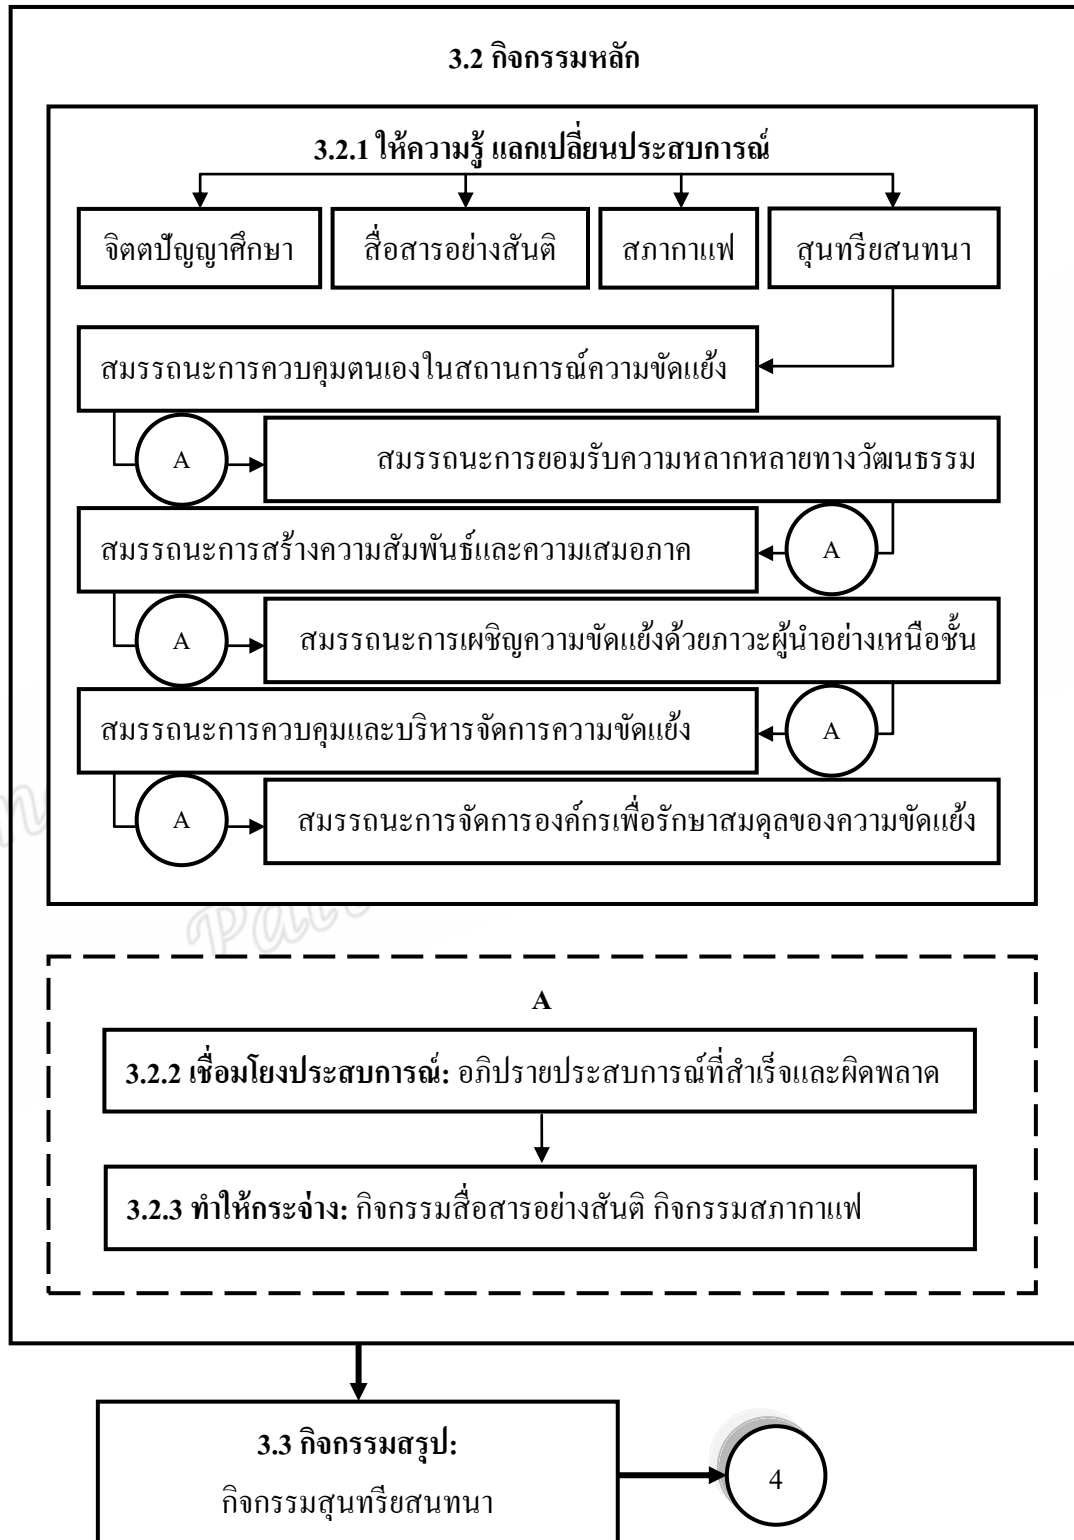 3.2 กิจกรรมหลัก
3.2.1 ให้ความรู้ แลกเปลี่ยนประสบการณ์
จิตตปัญญาศึกษา
สื่อสารอย่างสันติ
สภากาแฟ
สุนทรียสนทนา
สมรรถนะการควบคุมตนเองในสถานการณ์ความขัดแย้ง
A
สมรรถนะการยอมรับความหลากหลายทางวัฒนธรรม
สมรรถนะการสร้างความสัมพันธ์และความเสมอภาค
A
A
สมรรถนะการเผชิญความขัดแย้งด้วยภาวะผู้นำอย่างเหนือชั้น
สมรรถนะการควบคุมและบริหารจัดการความขัดแย้ง
A
A
สมรรถนะการจัดการองค์กรเพื่อรักษาสมดุลของความขัดแย้ง
A
3.2.2 เชื่อมโยงประสบการณ์: อภิปรายประสบการณ์ที่สำเร็จและผิดพลาด
3.2.3 ทำให้กระจ่าง: กิจกรรมสื่อสารอย่างสันติ กิจกรรมสภากาแฟ
3.3 กิจกรรมสรุป:
กิจกรรมสุนทรียสนทนา
4